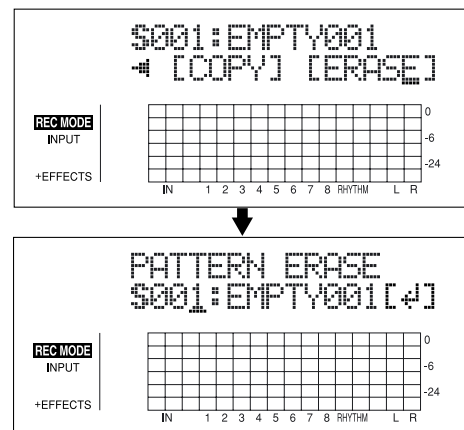 S001:EMPTY001
[COPY] [ERASE]
REC MODE
INPUT
+EFFECTS
0
-6
-24
IN 1 2 3 4 5 6 7 8 RHYTHM L R
PATTERN ERASE
S001:EMPTY001[↵]
REC MODE
INPUT
+EFFECTS
0
-6
-24
IN 1 2 3 4 5 6 7 8 RHYTHM L R